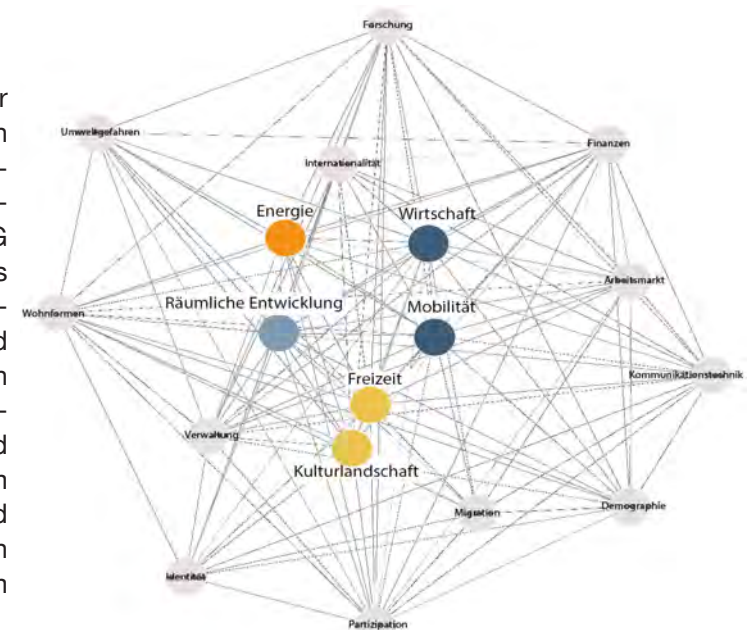 r
n
-
-
G
s
-
d
n
-
d
n
d
n
n
Forschung
Umweltgefahren
Finanzen
Internationalität
Energie
Wirtschaft
Arbeitsmarkt
Räumliche Entwicklung
Mobilität
Wohnformen
Kommunikationstechnik
Freizeit
Verwaltung
Kulturlandschaft
Migration
Demographie
Identität
Partizipation